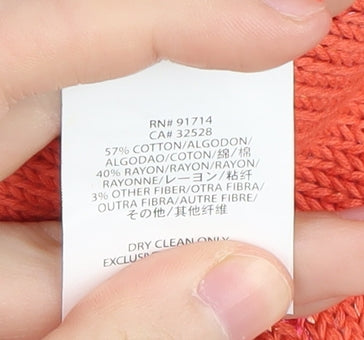 RN# 91714
CA# 32528
57% COTTON/ALGODON/
ALGODAO/COTON/綿/棉
40% RAYON/RAYON/RAYON/
RAYONNE/レーヨン/粘纤
3% OTHER FIBER/OTRA FIBRA/
OUTRA FIBRA/AUTRE FIBRE/
その他/其他纤维
DRY CLEAN ONLY